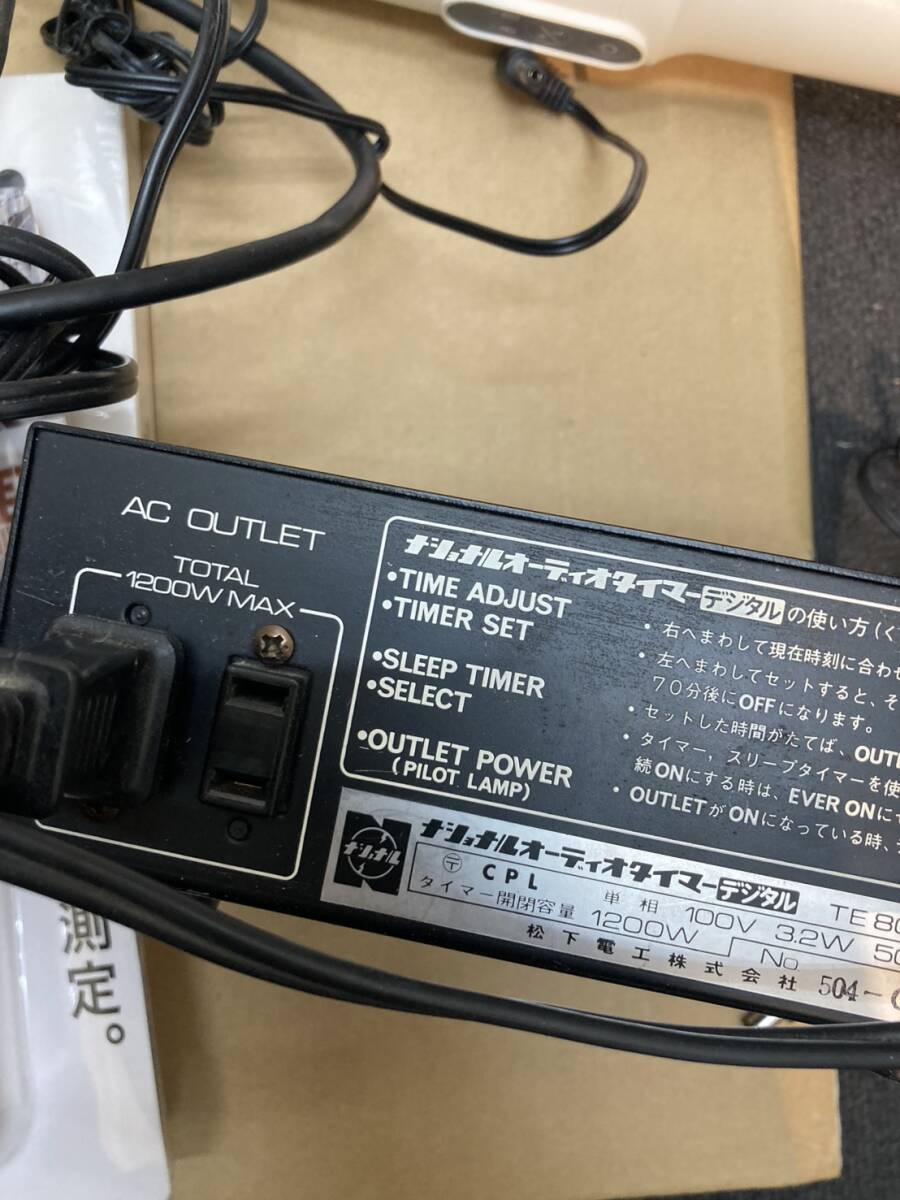 AC OUTLET
TOTAL
1200W MAX
ナショナルオーディオタイマーデジタルの使い方
•TIME ADJUST
•TIMER SET
•SLEEP TIMER
•SELECT
•OUTLET POWER
(PILOT LAMP)
•右へまわして現在時刻に合わせ
•左へまわしてセットすると、そ
70分後にOFFになります。
•セットした時間がたてば、OUTL
•タイマー，スリープタイマーを使
続ONにする時は、EVER ONにセ
•OUTLETがONになっている時、
ナショナル
ナショナルオーディオタイマーデジタル
〒 CPL 単相 100V 3.2W
タイマー開閉容量 1200W No 504-
松下電工株式会社
測定。